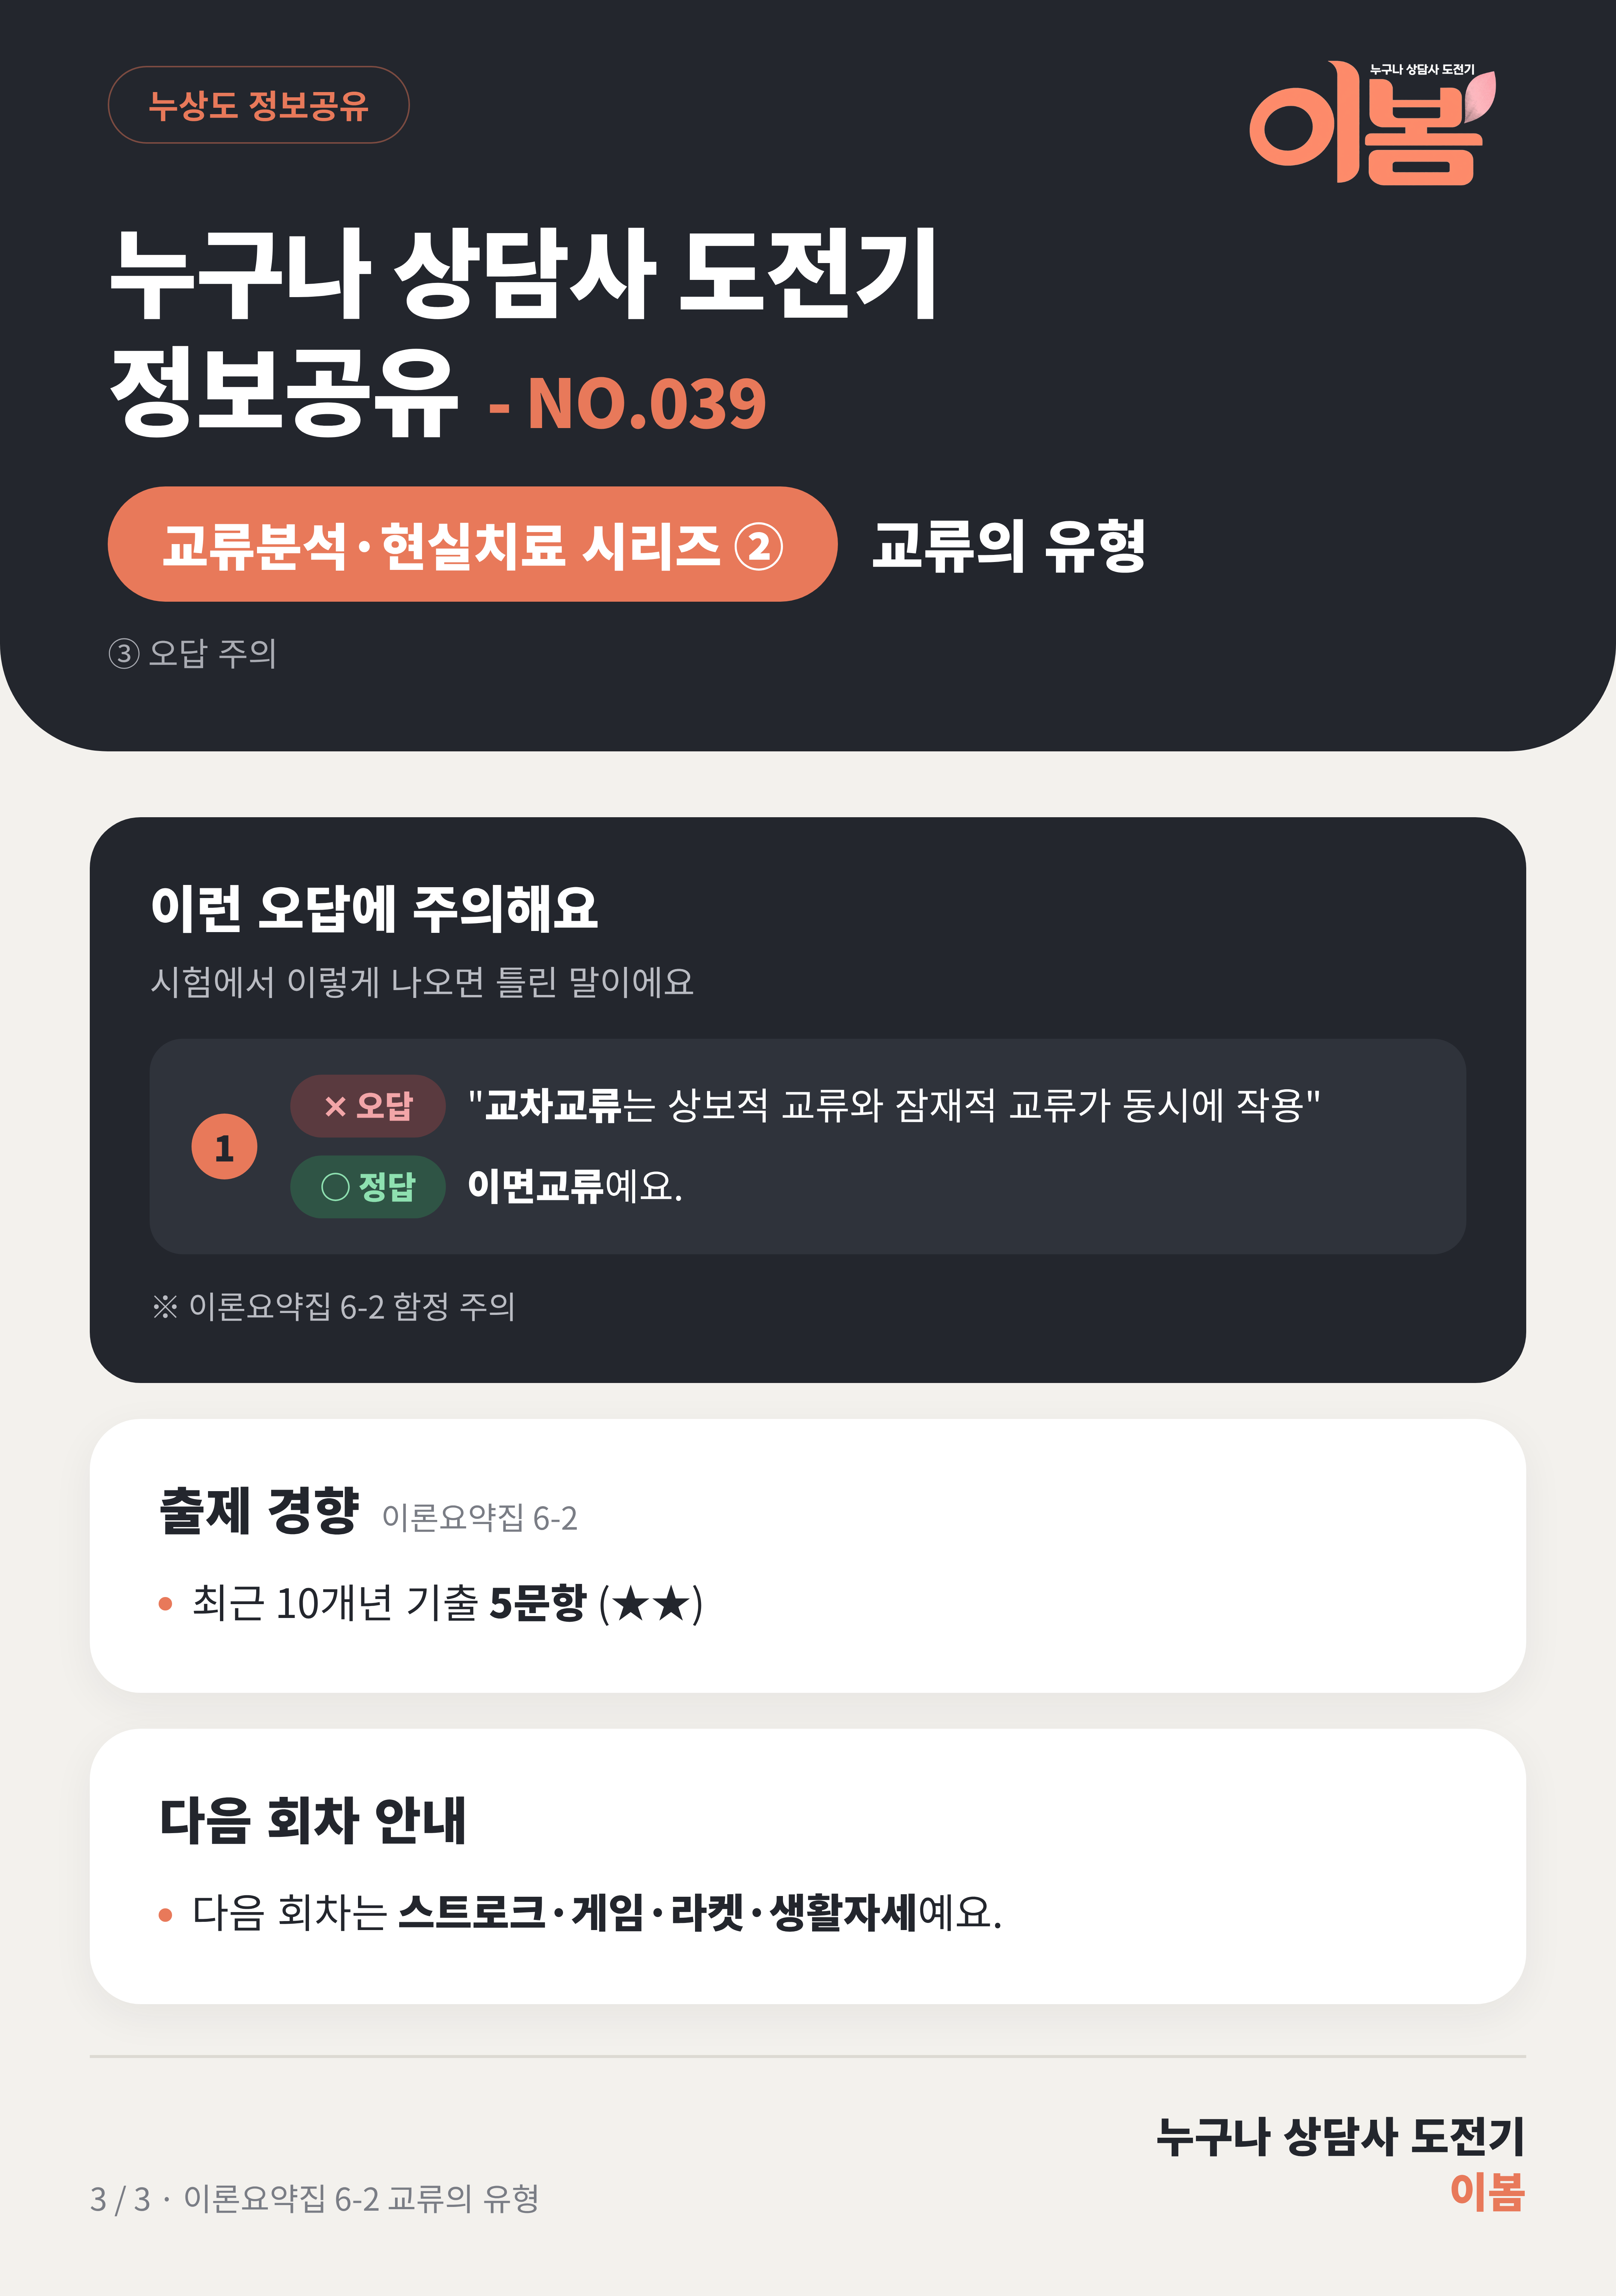 누상도 정보공유
누구나 상담사 도전기
이봄
누구나 상담사 도전기
정보공유 - NO.039
교류분석·현실치료 시리즈 ② 교류의 유형
③ 오답 주의
이런 오답에 주의해요
시험에서 이렇게 나오면 틀린 말이에요
1
✕ 오답 "교차교류는 상보적 교류와 잠재적 교류가 동시에 작용"
○ 정답 이면교류예요.
※ 이론요약집 6-2 함정 주의
출제 경향 이론요약집 6-2
• 최근 10개년 기출 5문항 (★★)
다음 회차 안내
• 다음 회차는 스트로크·게임·라켓·생활자세예요.
누구나 상담사 도전기
3 / 3 · 이론요약집 6-2 교류의 유형
이봄